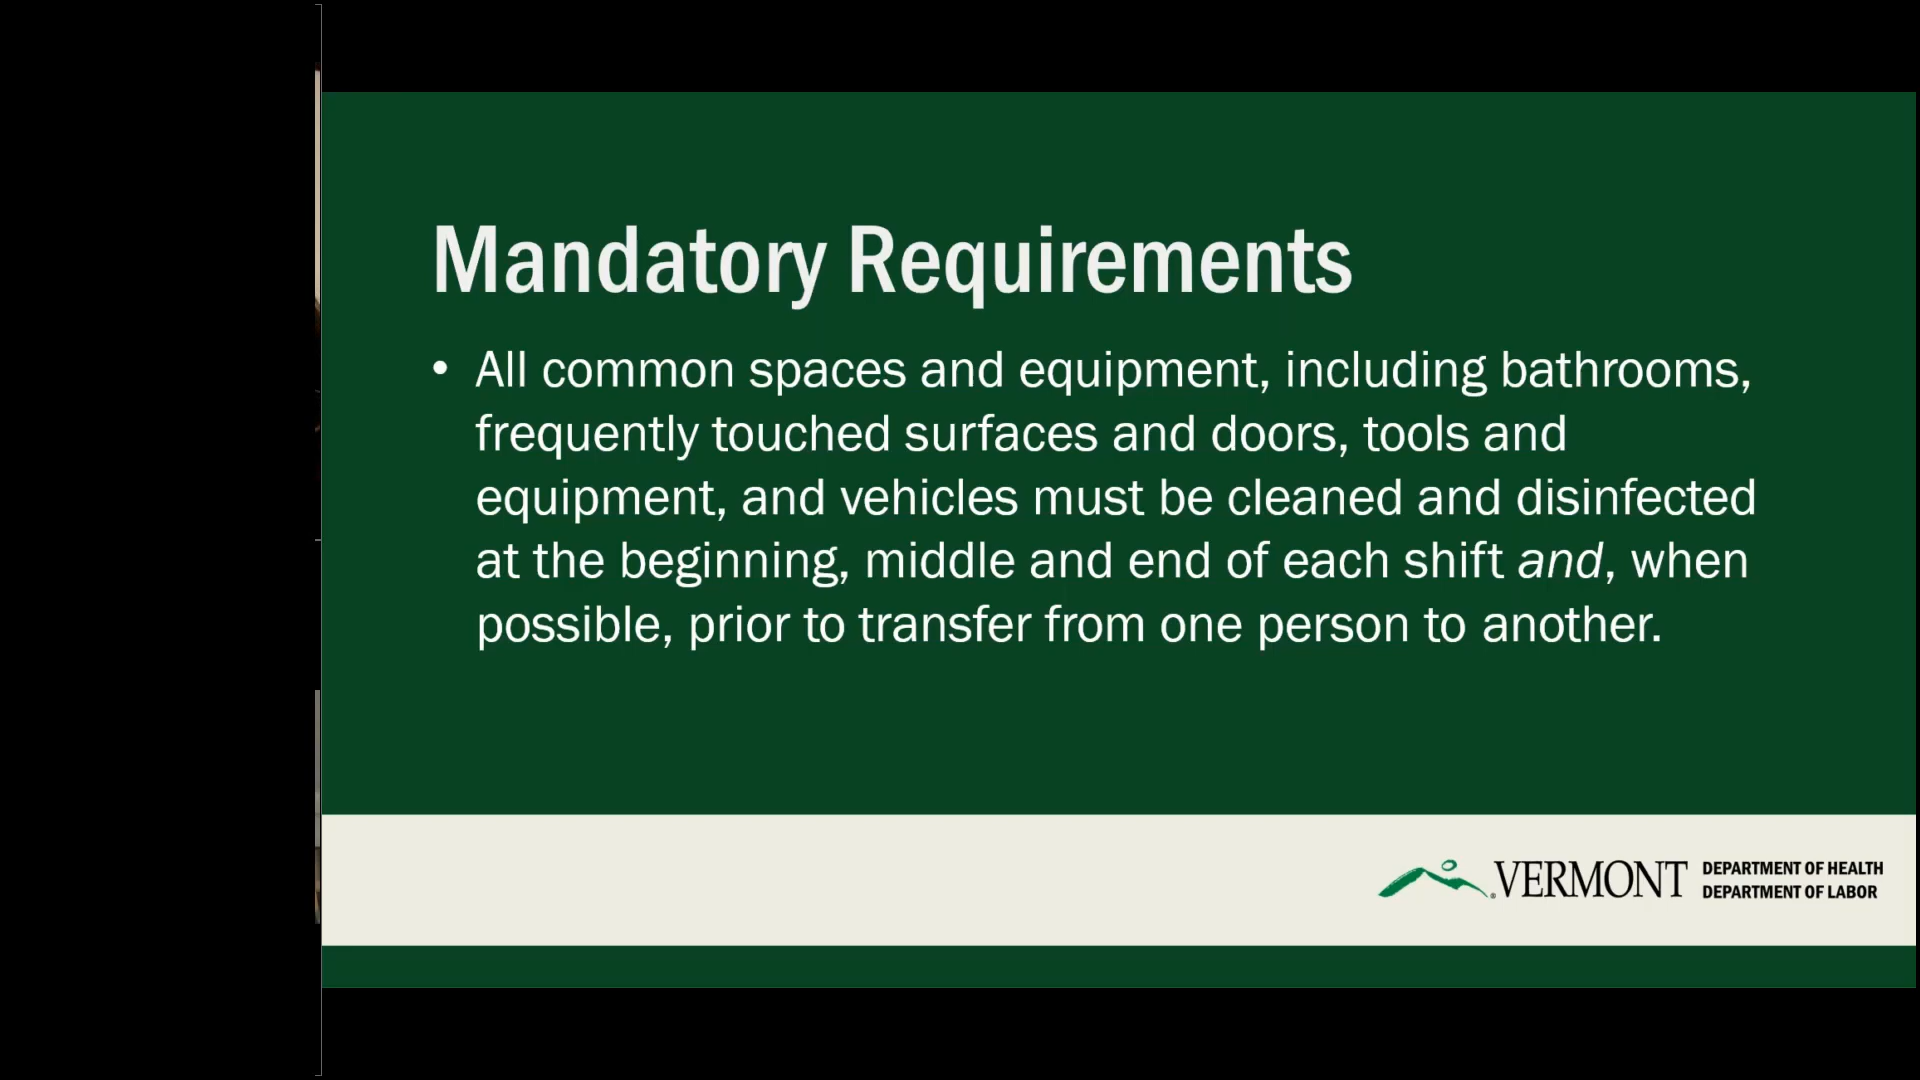 Mandatory Requirements
• All common spaces and equipment, including bathrooms,
frequently touched surfaces and doors, tools and
equipment, and vehicles must be cleaned and disinfected
at the beginning, middle and end of each shift and, when
possible, prior to transfer from one person to another.
VERMONT
DEPARTMENT OF HEALTH
DEPARTMENT OF LABOR